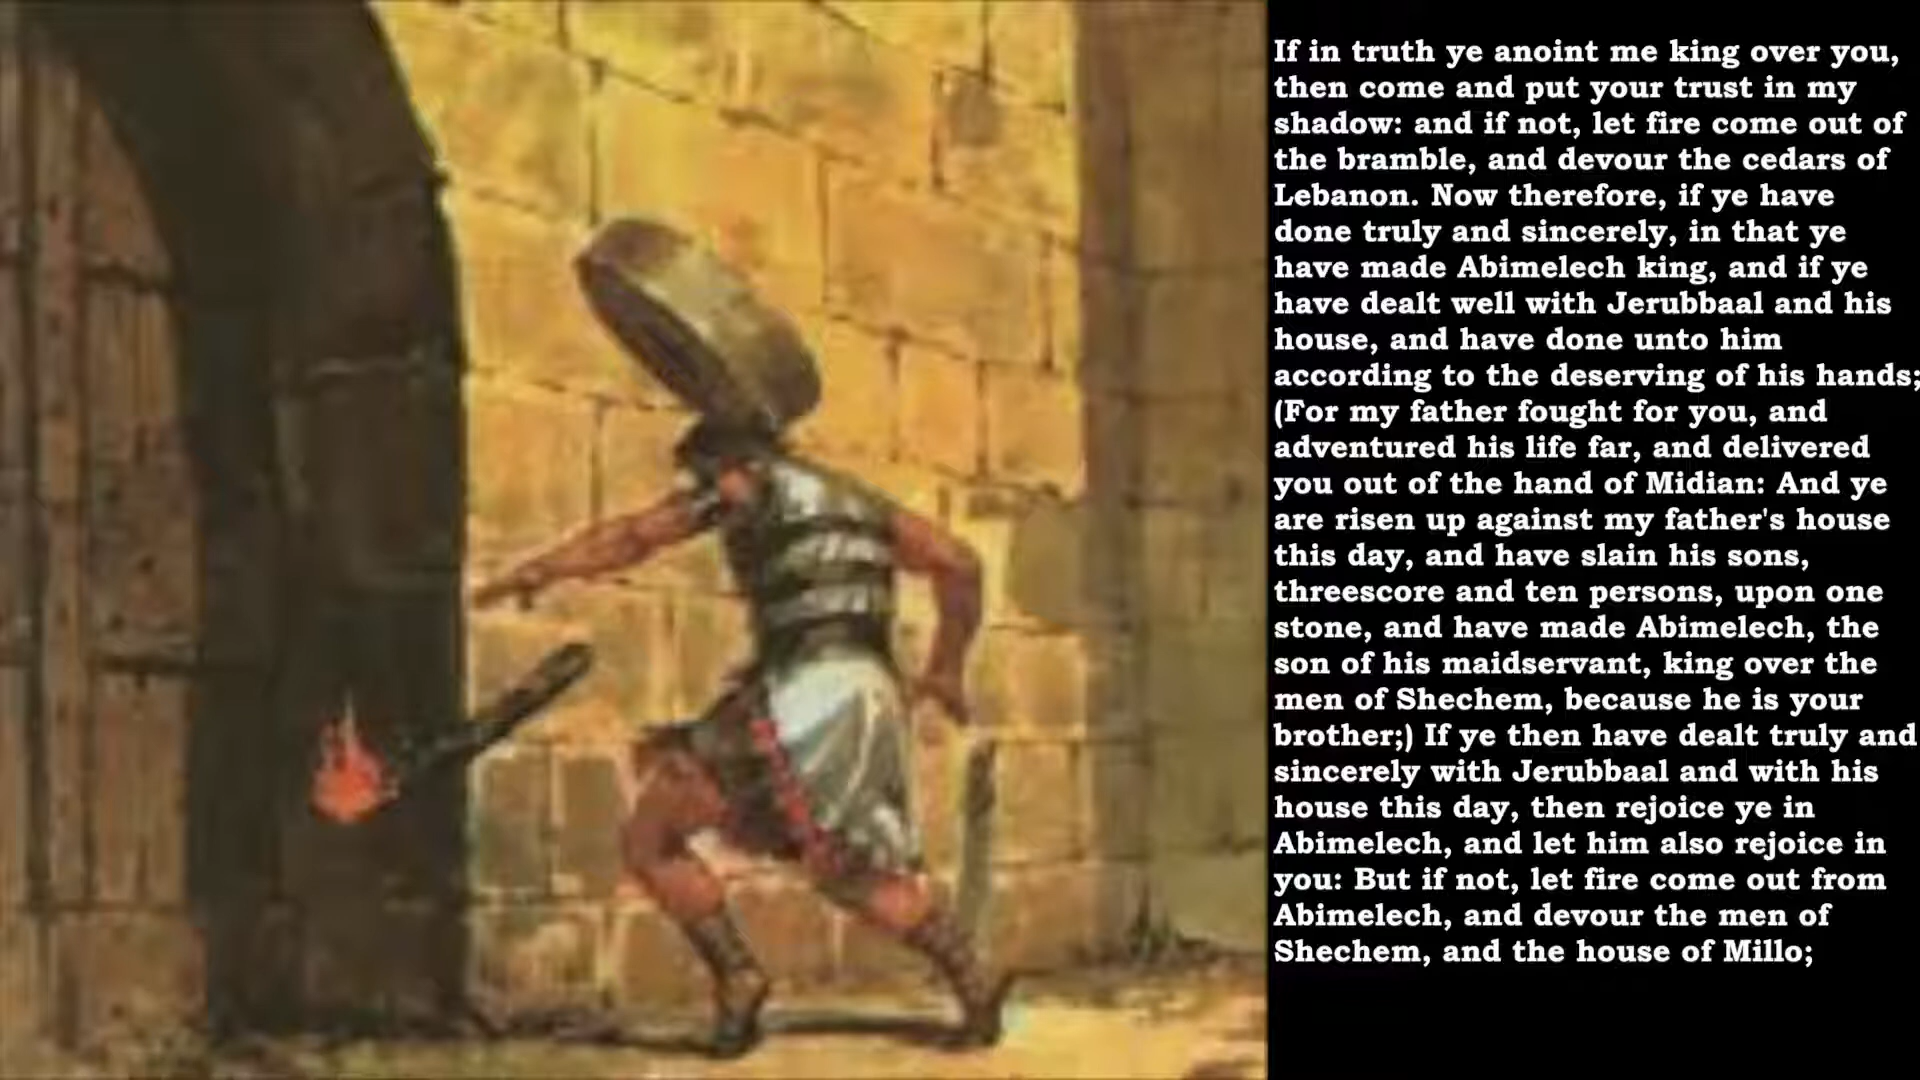 If in truth ye anoint me king over you,
then come and put your trust in my
shadow: and if not, let fire come out of
the bramble, and devour the cedars of
Lebanon. Now therefore, if ye have
done truly and sincerely, in that ye
have made Abimelech king, and if ye
have dealt well with Jerubbaal and his
house, and have done unto him
according to the deserving of his hands;
(For my father fought for you, and
adventured his life far, and delivered
you out of the hand of Midian: And ye
are risen up against my father's house
this day, and have slain his sons,
threescore and ten persons, upon one
stone, and have made Abimelech, the
son of his maidservant, king over the
men of Shechem, because he is your
brother;) If ye then have dealt truly and
sincerely with Jerubbaal and with his
house this day, then rejoice ye in
Abimelech, and let him also rejoice in
you: But if not, let fire come out from
Abimelech, and devour the men of
Shechem, and the house of Millo;